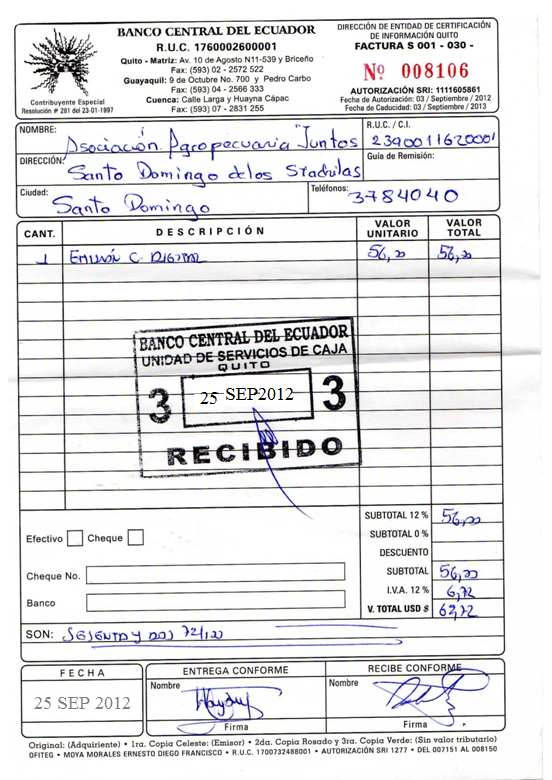 BANCO CENTRAL DEL ECUADOR
R.U.C. 1760002600001
Quito - Matriz: Av. 10 de Agosto N11-539 y Briceño
Fax: (593) 02 - 2572 522
Guayaquil: 9 de Octubre No. 700 y Pedro Carbo
Fax: (593) 04 - 2566 333
Cuenca: Calle Larga y Huayna Cápac
Fax: (593) 07 - 2831 255
Contribuyente Especial
Resolución # 281 del 23-01-1997
DIRECCIÓN DE ENTIDAD DE CERTIFICACIÓN
DE INFORMACIÓN QUITO
FACTURA S 001 - 030 -
Nº 008106
AUTORIZACIÓN SRI: 1111605861
Fecha de Autorización: 03 / Septiembre / 2012
Fecha de Caducidad: 03 / Septiembre / 2013
NOMBRE: Asociación Agropecuaria "Juntos
R.U.C. / C.I. 2390011620001
DIRECCIÓN: Santo Domingo delos
Guía de Remisión:
Ciudad: Santo Domingo
Teléfonos: 3784040
CANT. DESCRIPCIÓN VALOR UNITARIO VALOR TOTAL
1 EMISIÓN C. DIGITAL 56,00 56,00
BANCO CENTRAL DEL ECUADOR
UNIDAD DE SERVICIOS DE CAJA
QUITO
3 25 SEP2012 3
RECIBIDO
SUBTOTAL 12 % 56,00
Efectivo Cheque
SUBTOTAL 0 %
DESCUENTO
Cheque No.
SUBTOTAL 56,00
I.V.A. 12 % 6,72
Banco
V. TOTAL USD $ 62,72
SON: SESENTA Y DOS 72/100
FECHA
25 SEP 2012
ENTREGA CONFORME
Nombre
Firma
RECIBE CONFORME
Nombre
Firma
Original: (Adquiriente) • 1ra. Copia Celeste: (Emisor) • 2da. Copia Rosado y 3ra. Copia Verde: (Sin valor tributario)
OFITEG • MOYA MORALES ERNESTO DIEGO FRANCISCO • R.U.C. 1700732488001 • AUTORIZACIÓN SRI 1277 • DEL 007151 AL 008150